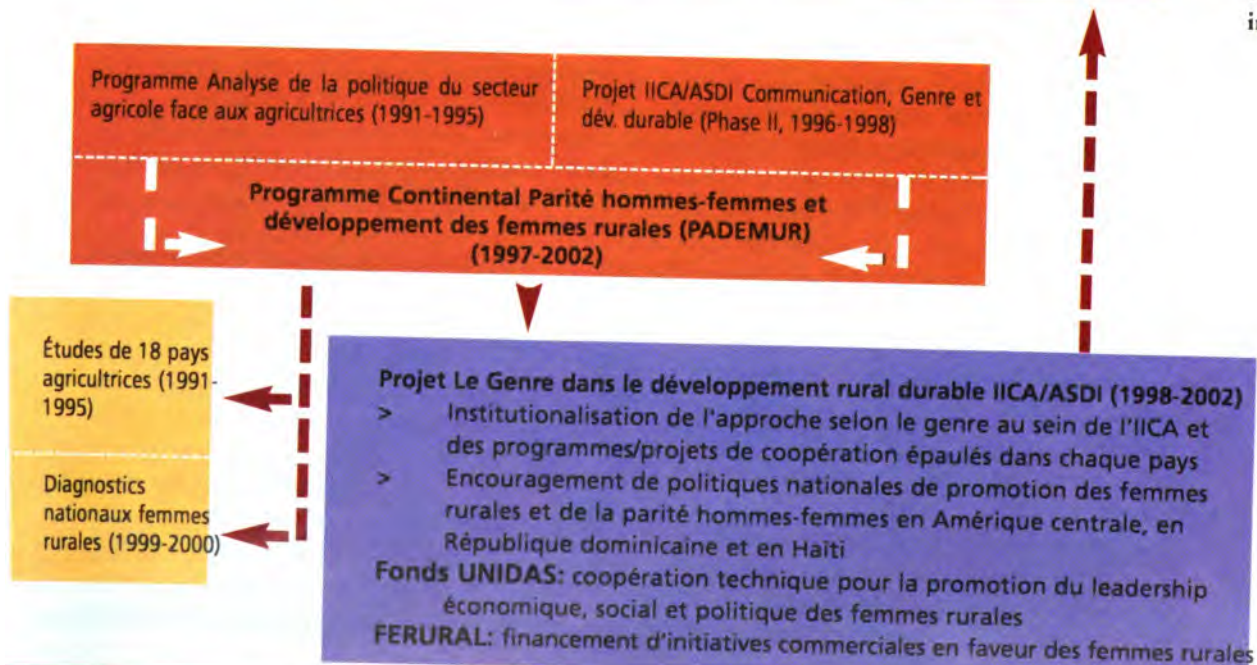 Programme Analyse de la politique du secteur
agricole face aux agricultrices (1991-1995)
Projet IICA/ASDI Communication, Genre et
dév. durable (Phase II, 1996-1998)
Programme Continental Parité hommes-femmes et
développement des femmes rurales (PADEMUR)
(1997-2002)
Études de 18 pays
agricultrices (1991-
1995)
Diagnostics
nationaux femmes
rurales (1999-2000)
Projet Le Genre dans le développement rural durable IICA/ASDI (1998-2002)
> Institutionalisation de l'approche selon le genre au sein de l'IICA et
des programmes/projets de coopération épaulés dans chaque pays
> Encouragement de politiques nationales de promotion des femmes
rurales et de la parité hommes-femmes en Amérique centrale, en
République dominicaine et en Haïti
Fonds UNIDAS: coopération technique pour la promotion du leadership
économique, social et politique des femmes rurales
FERURAL: financement d'initiatives commerciales en faveur des femmes rurales